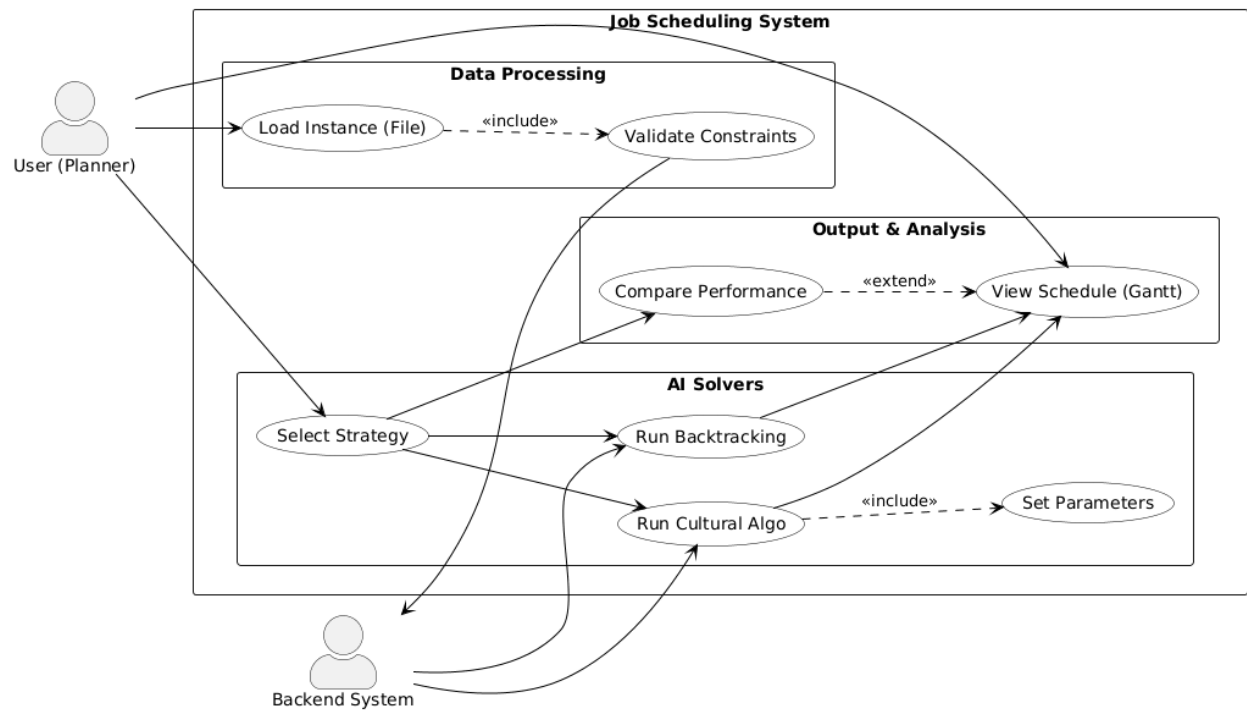 Job Scheduling System
Data Processing
Load Instance (File)
«include»
Validate Constraints
User (Planner)
Output & Analysis
Compare Performance
«extend»
View Schedule (Gantt)
AI Solvers
Select Strategy
Run Backtracking
Run Cultural Algo
«include»
Set Parameters
Backend System